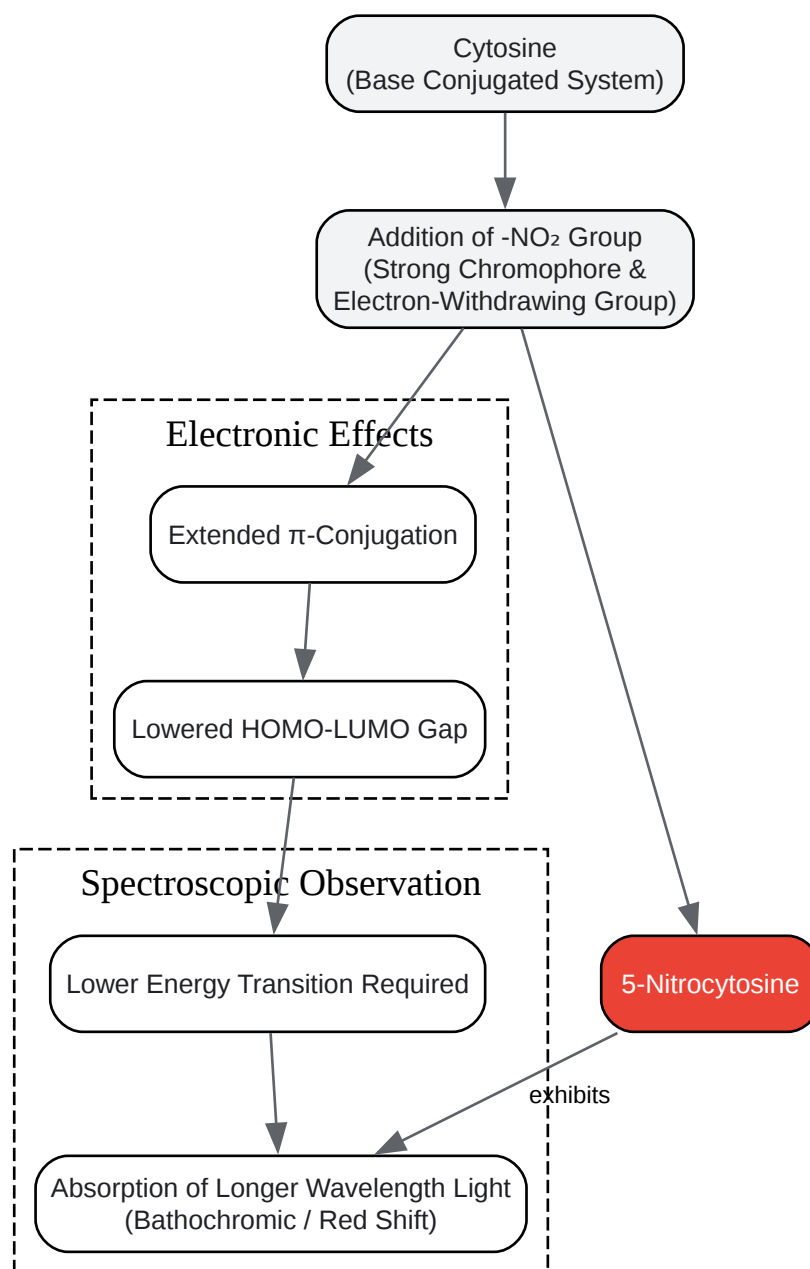 Cytosine
(Base Conjugated System)
Addition of -NO₂ Group
(Strong Chromophore &
Electron-Withdrawing Group)
Electronic Effects
Extended π-Conjugation
Lowered HOMO-LUMO Gap
Spectroscopic Observation
Lower Energy Transition Required
5-Nitrocytosine
exhibits
Absorption of Longer Wavelength Light
(Bathochromic / Red Shift)